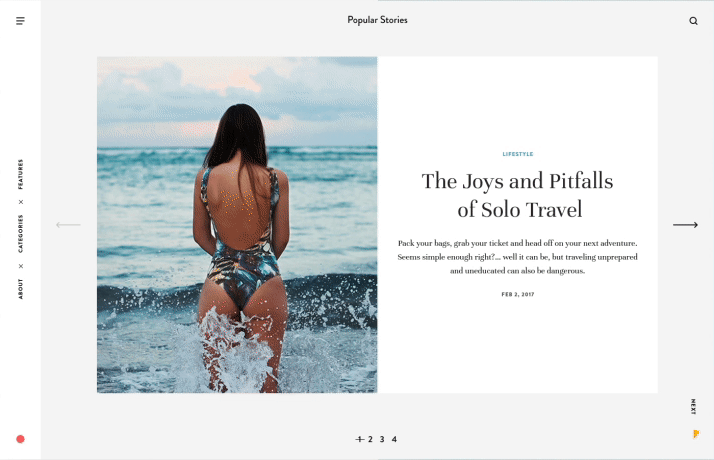 Popular Stories
FEATURES
CATEGORIES
ABOUT
LIFESTYLE
The Joys and Pitfalls
of Solo Travel
Pack your bags, grab your ticket and head off on your next adventure.
Seems simple enough right?... well it can be, but traveling unprepared
and uneducated can also be dangerous.
FEB 2, 2017
NEXT
1 2 3 4